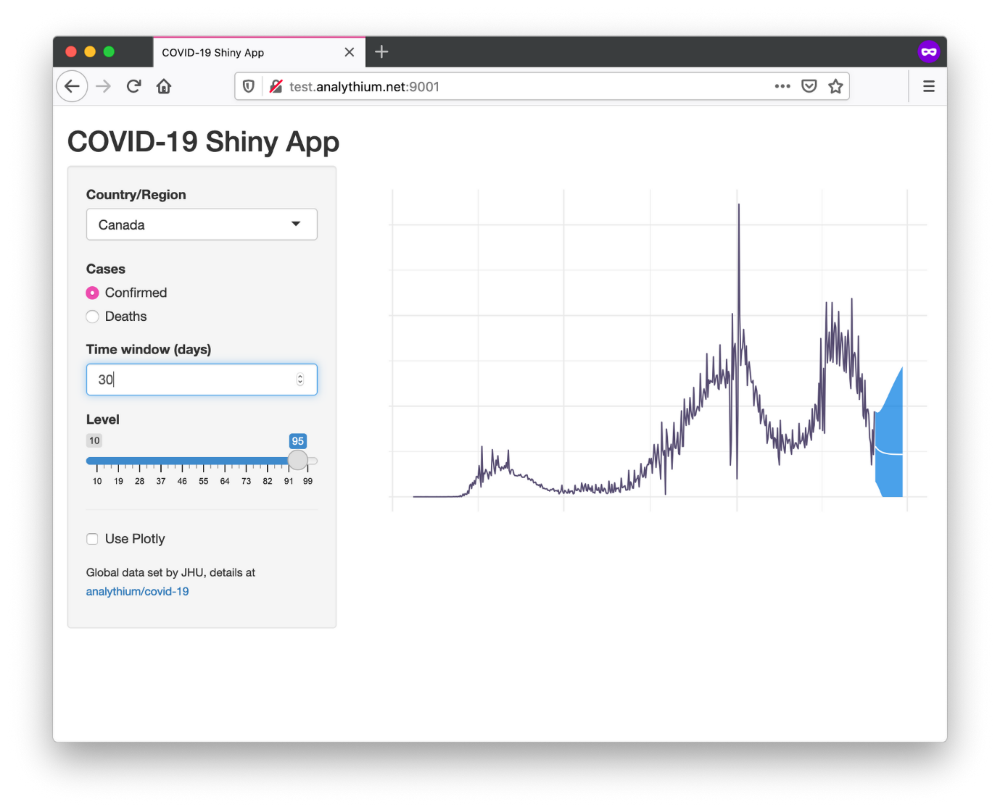 COVID-19 Shiny App
test.analythium.net:9001
COVID-19 Shiny App
Country/Region
Canada
Cases
Confirmed
Deaths
Time window (days)
30
Level
10 95
10 19 28 37 46 55 64 73 82 91 99
Use Plotly
Global data set by JHU, details at
analythium/covid-19